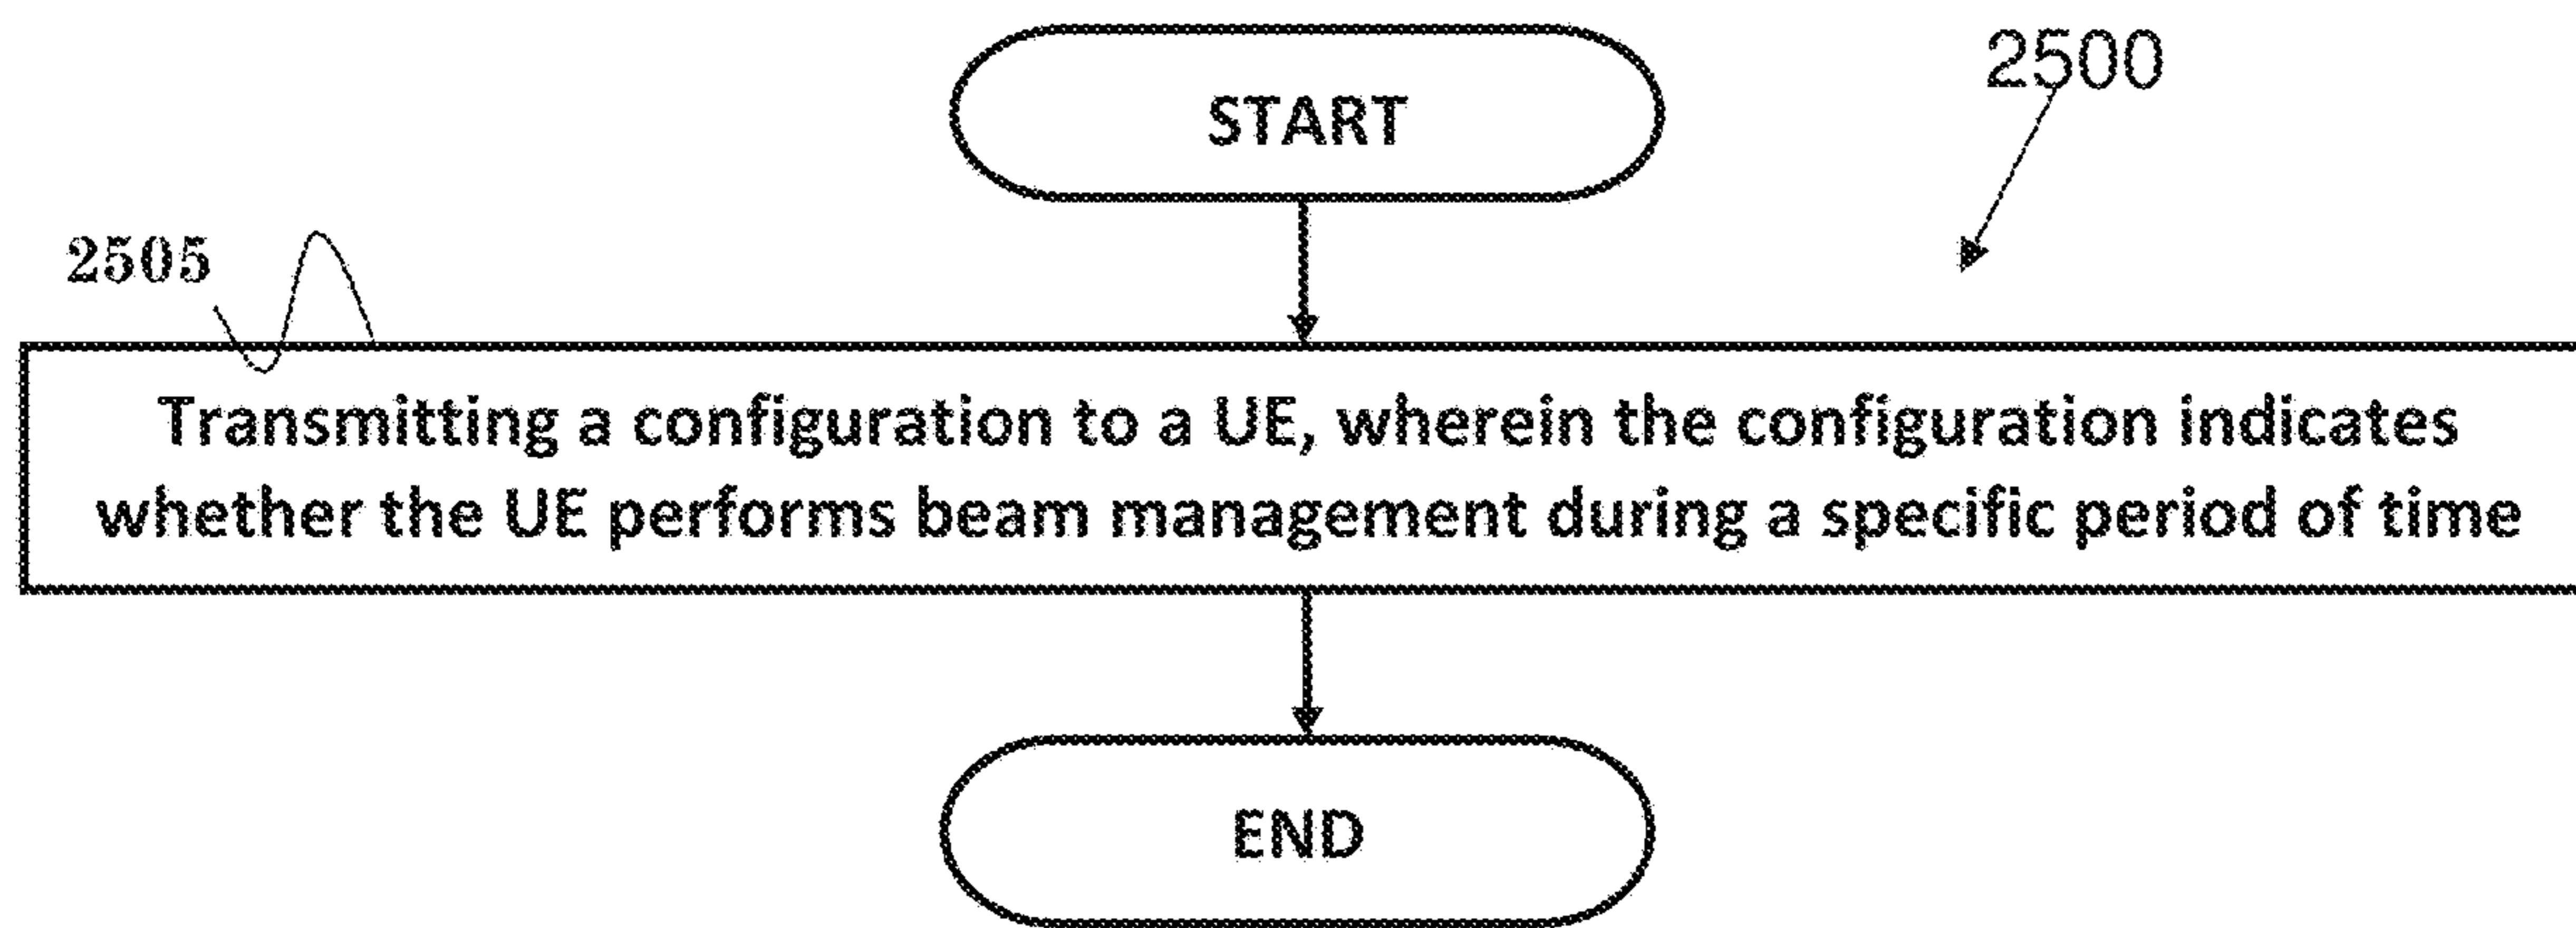 START
2500
2505
Transmitting a configuration to a UE, wherein the configuration indicates
whether the UE performs beam management during a specific period of time
END